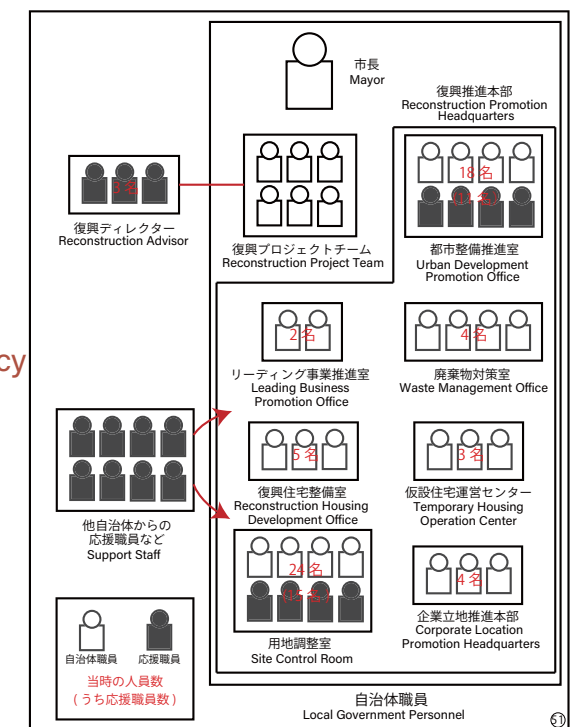 市長
Mayor
復興推進本部
Reconstruction Promotion
Headquarters
3 名
18 名
復興ディレクター
Reconstruction Advisor
復興プロジェクトチーム
Reconstruction Project Team
都市整備推進室
Urban Development
Promotion Office
cy
2 名
4 名
リーディング事業推進室
Leading Business
Promotion Office
廃棄物対策室
Waste Management Office
5 名
3 名
復興住宅整備室
Reconstruction Housing
Development Office
仮設住宅運営センター
Temporary Housing
Operation Center
他自治体からの
応援職員など
Support Staff
24 名
(15 名)
4 名
用地調整室
Site Control Room
企業立地推進本部
Corporate Location
Promotion Headquarters
自治体職員
応援職員
当時の人員数
( うち応援職員数 )
自治体職員
Local Government Personnel
51